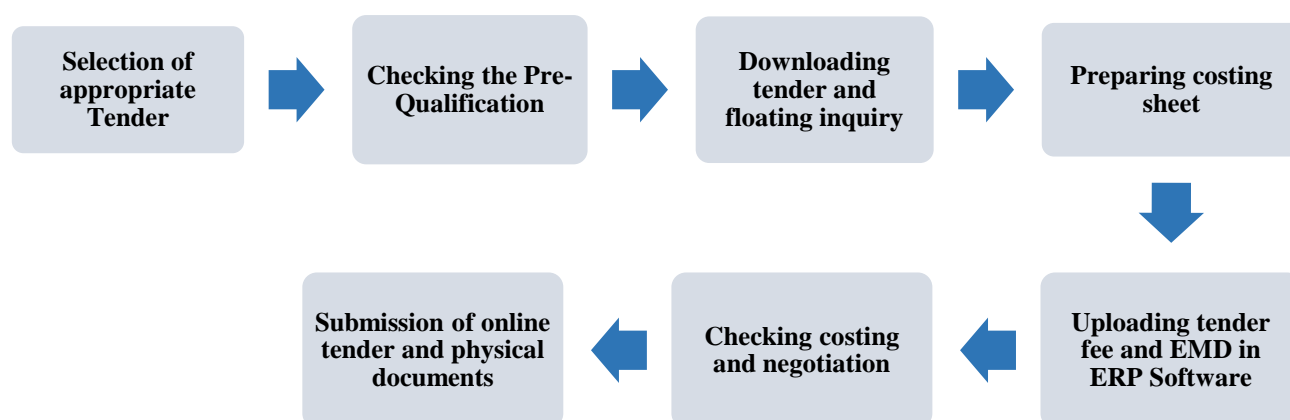 Selection of
appropriate
Tender
Checking the Pre-
Qualification
Downloading
tender and
floating inquiry
Preparing costing
sheet
Uploading tender
fee and EMD in
ERP Software
Checking costing
and negotiation
Submission of online
tender and physical
documents